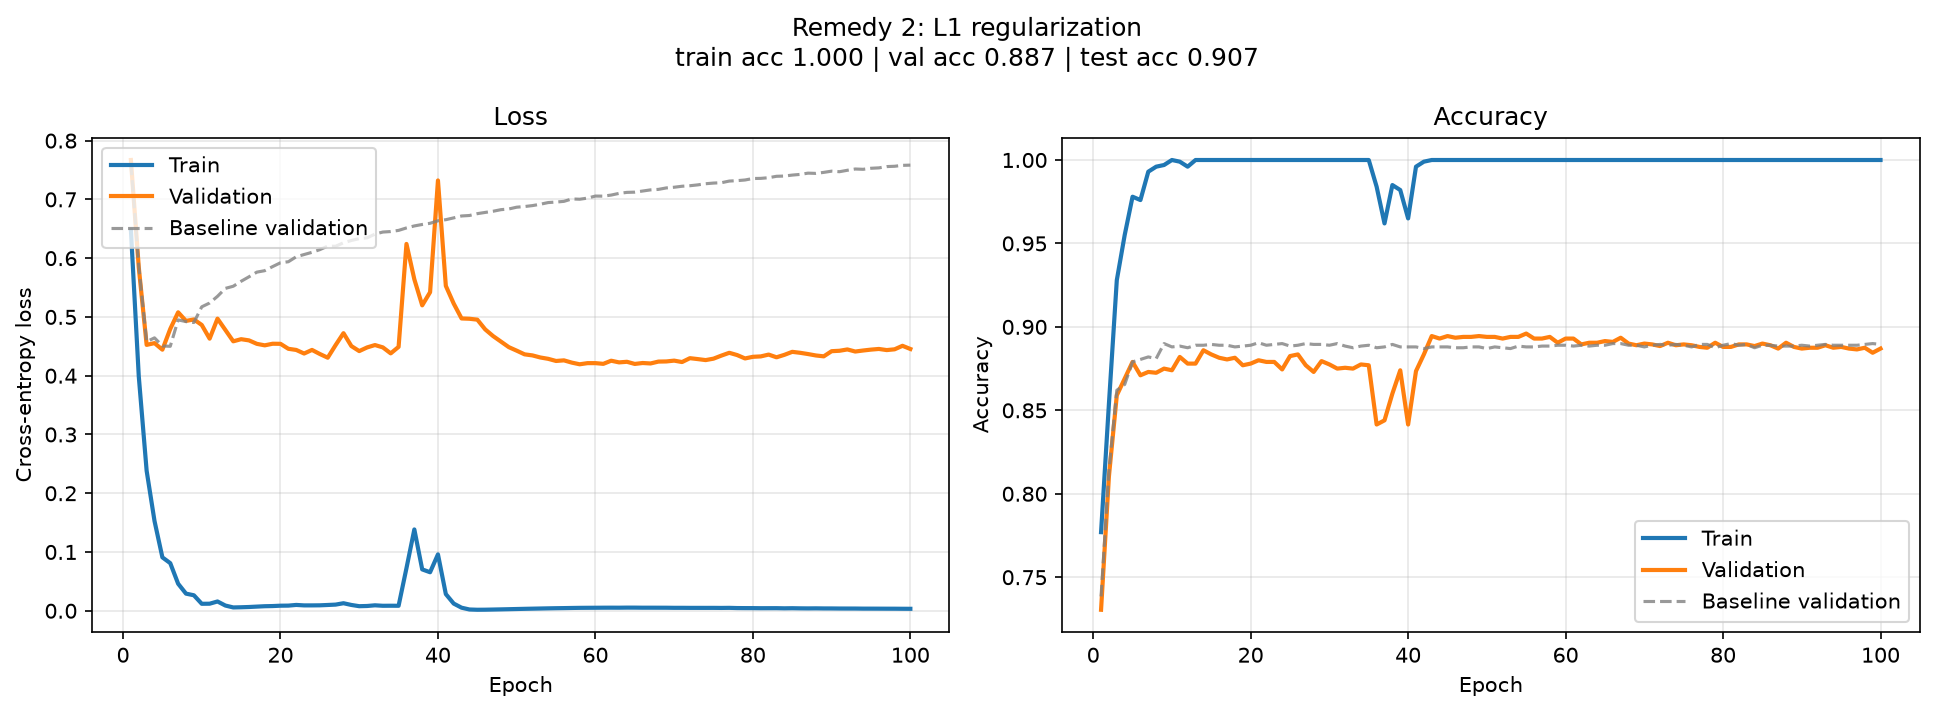 Remedy 2: L1 regularization
train acc 1.000 | val acc 0.887 | test acc 0.907
Loss
Cross-entropy loss
0.8
0.7
0.6
0.5
0.4
0.3
0.2
0.1
0.0
Train
Validation
Baseline validation
0 20 40 60 80 100
Epoch
Accuracy
Accuracy
1.00
0.95
0.90
0.85
0.80
0.75
Train
Validation
Baseline validation
0 20 40 60 80 100
Epoch